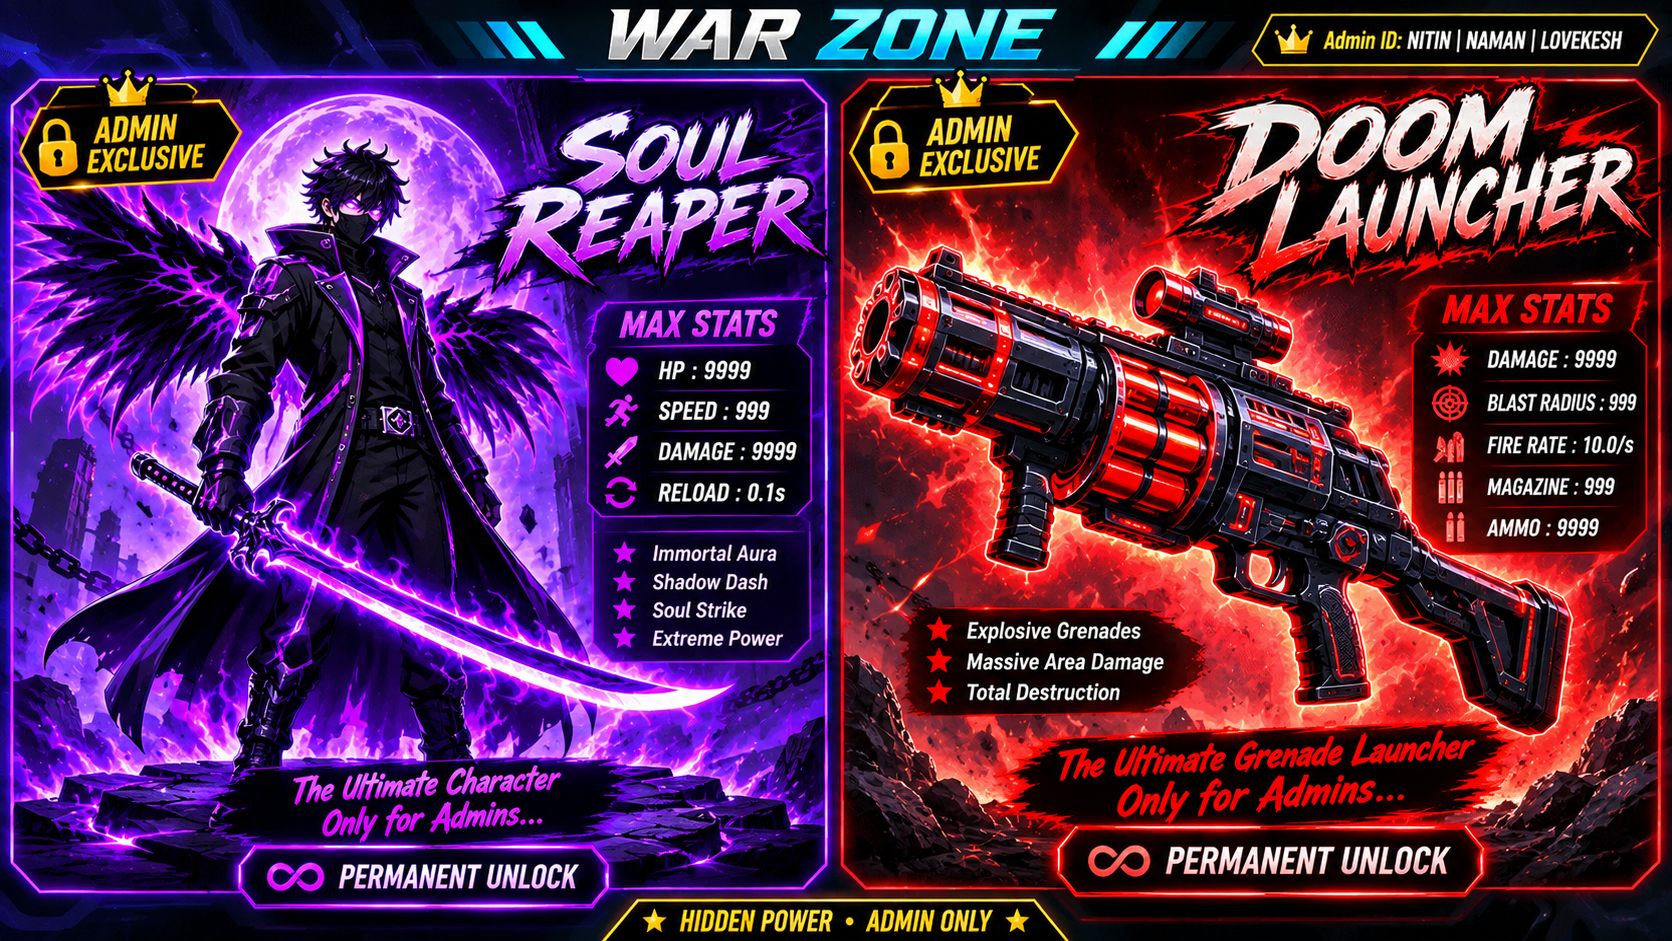 WAR ZONE
Admin ID: NITIN | NAMAN | LOVEKESH
ADMIN
EXCLUSIVE
SOUL
REAPER
MAX STATS
HP : 9999
SPEED : 999
DAMAGE : 9999
RELOAD : 0.1s
Immortal Aura
Shadow Dash
Soul Strike
Extreme Power
The Ultimate Character
Only for Admins...
PERMANENT UNLOCK
ADMIN
EXCLUSIVE
DOOM
LAUNCHER
MAX STATS
DAMAGE : 9999
BLAST RADIUS : 999
FIRE RATE : 10.0/s
MAGAZINE : 999
AMMO : 9999
Explosive Grenades
Massive Area Damage
Total Destruction
The Ultimate Grenade Launcher
Only for Admins...
PERMANENT UNLOCK
HIDDEN POWER • ADMIN ONLY